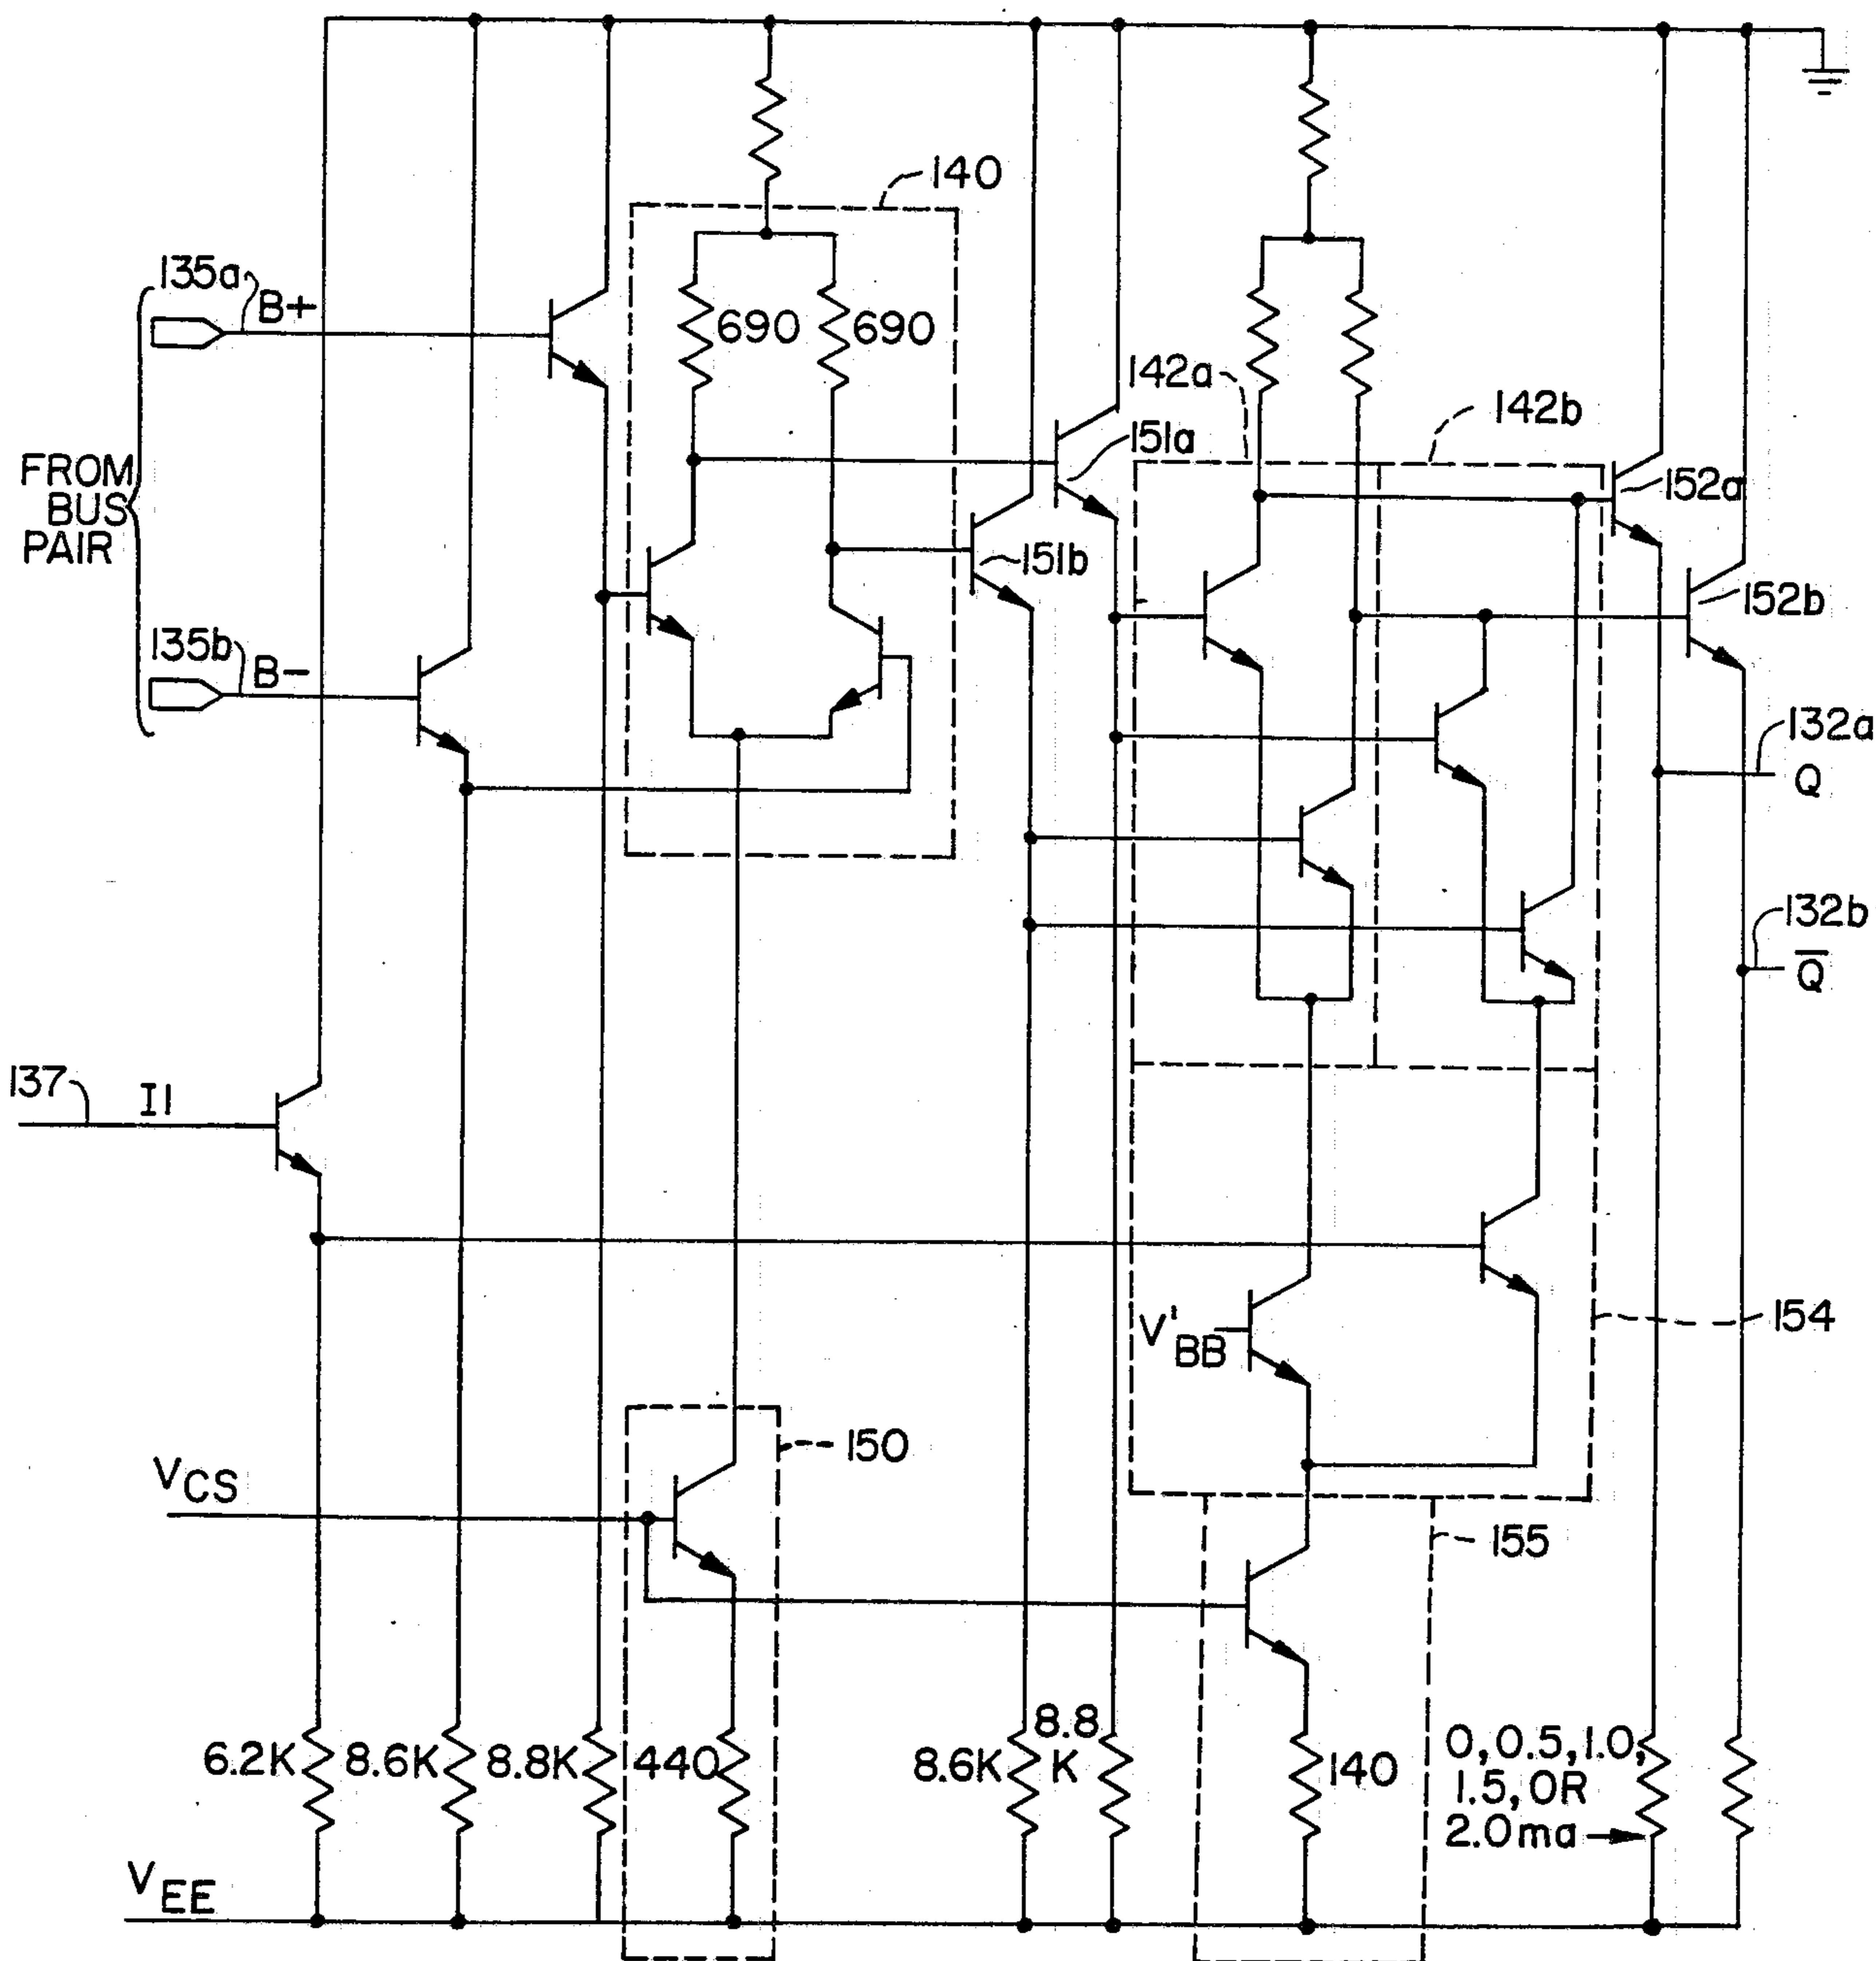 140
135a
B+
690
690
142a
142b
151a
152a
FROM
BUS
PAIR
151b
152b
135b
B-
132a
Q
132b
Q̅
137
I1
V'BB
154
150
VCS
155
6.2K
8.6K
8.8K
440
8.6K
8.8
K
140
0, 0.5, 1.0,
1.5, OR
2.0ma
VEE